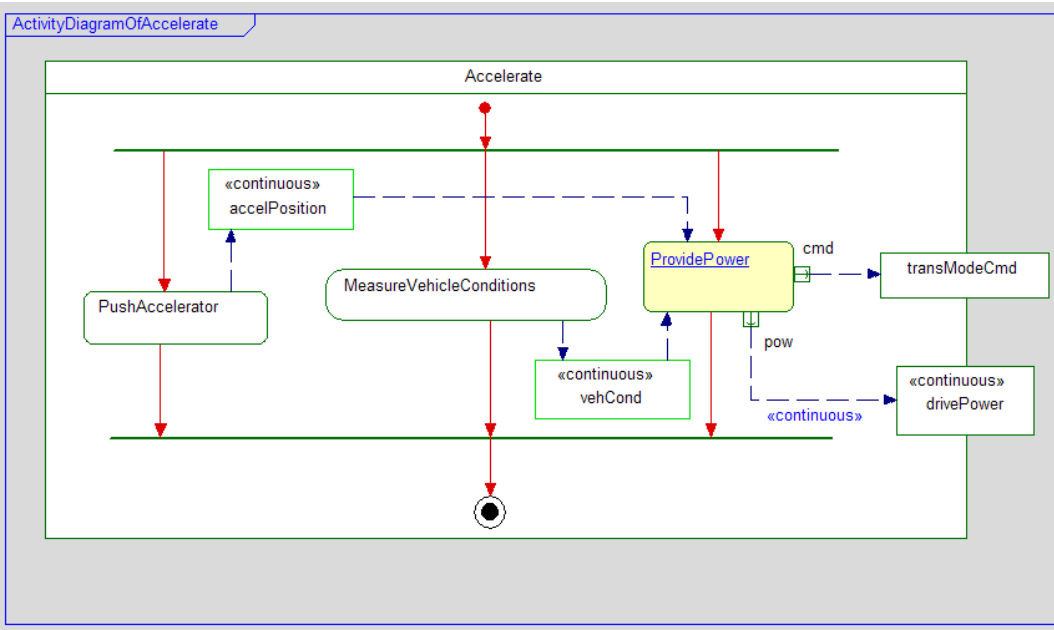 ActivityDiagramOfAccelerate
Accelerate
«continuous»
accelPosition
cmd
ProvidePower
transModeCmd
MeasureVehicleConditions
PushAccelerator
pow
«continuous»
vehCond
«continuous»
drivePower
«continuous»